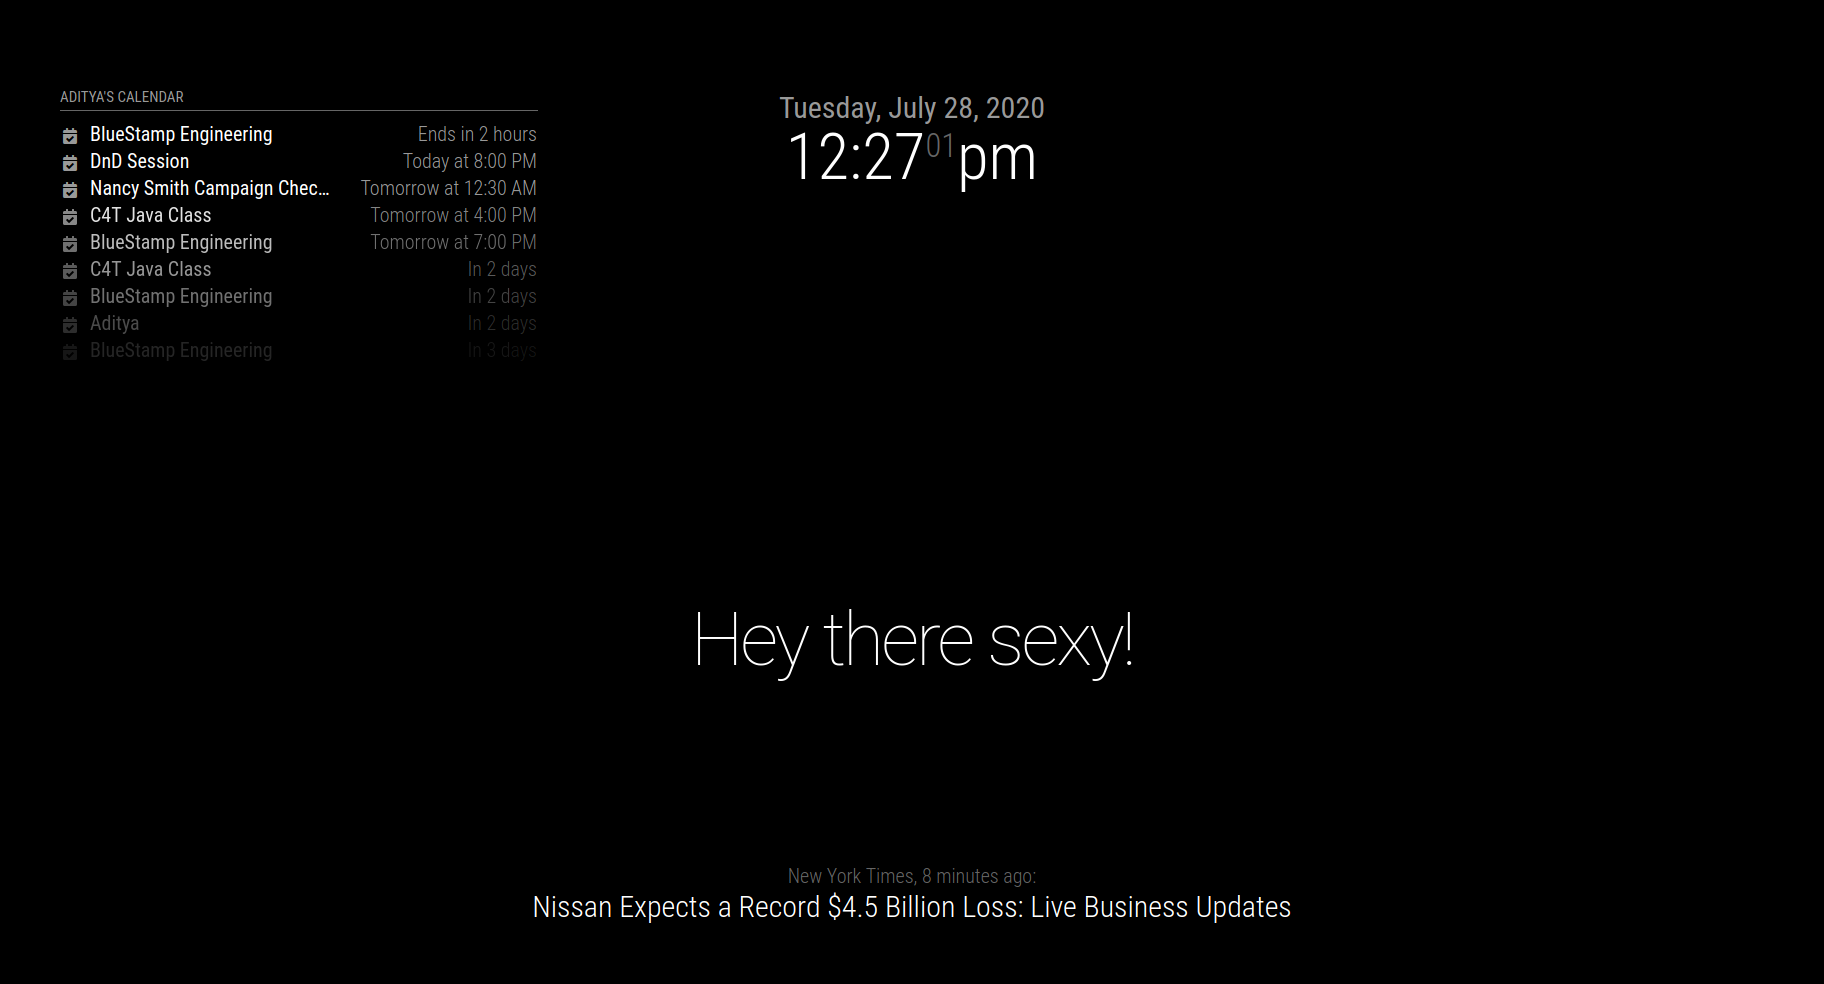 ADITYA'S CALENDAR
BlueStamp Engineering Ends in 2 hours
DnD Session Today at 8:00 PM
Nancy Smith Campaign Chec... Tomorrow at 12:30 AM
C4T Java Class Tomorrow at 4:00 PM
BlueStamp Engineering Tomorrow at 7:00 PM
C4T Java Class In 2 days
BlueStamp Engineering In 2 days
Aditya In 2 days
BlueStamp Engineering In 3 days
Tuesday, July 28, 2020
12:27 01 pm
Hey there sexy!
New York Times, 8 minutes ago:
Nissan Expects a Record $4.5 Billion Loss: Live Business Updates